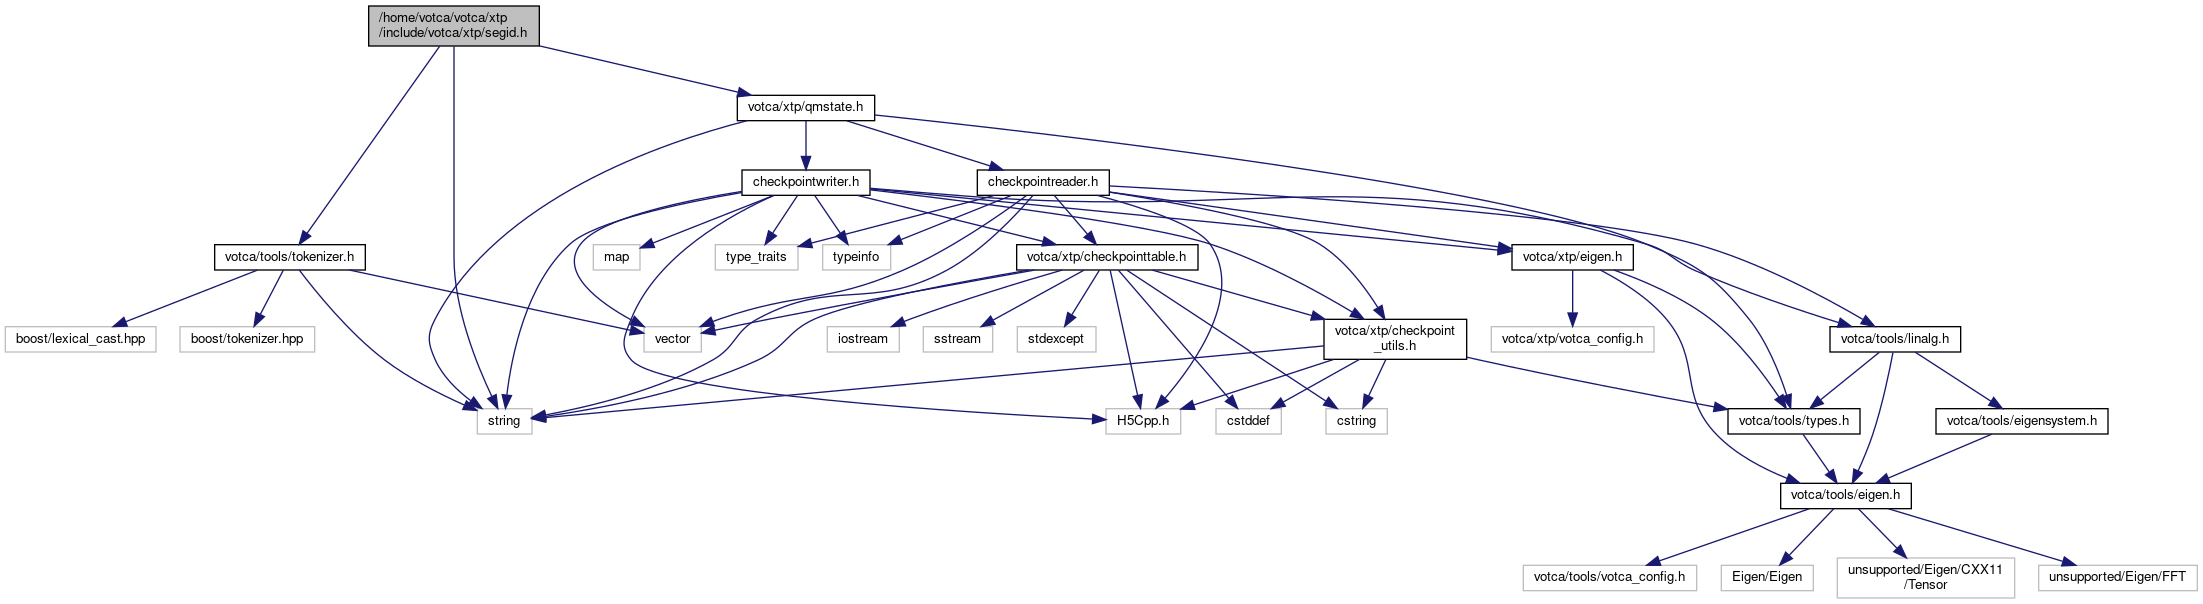 /home/votca/votca/xtp
/include/votca/xtp/segid.h
votca/xtp/qmstate.h
checkpointwriter.h
checkpointreader.h
votca/tools/tokenizer.h
map
type_traits
typeinfo
votca/xtp/checkpointtable.h
votca/xtp/eigen.h
boost/lexical_cast.hpp
boost/tokenizer.hpp
vector
iostream
sstream
stdexcept
votca/xtp/checkpoint
_utils.h
votca/xtp/votca_config.h
votca/tools/linalg.h
string
H5Cpp.h
cstddef
cstring
votca/tools/types.h
votca/tools/eigensystem.h
votca/tools/eigen.h
votca/tools/votca_config.h
Eigen/Eigen
unsupported/Eigen/CXX11
/Tensor
unsupported/Eigen/FFT